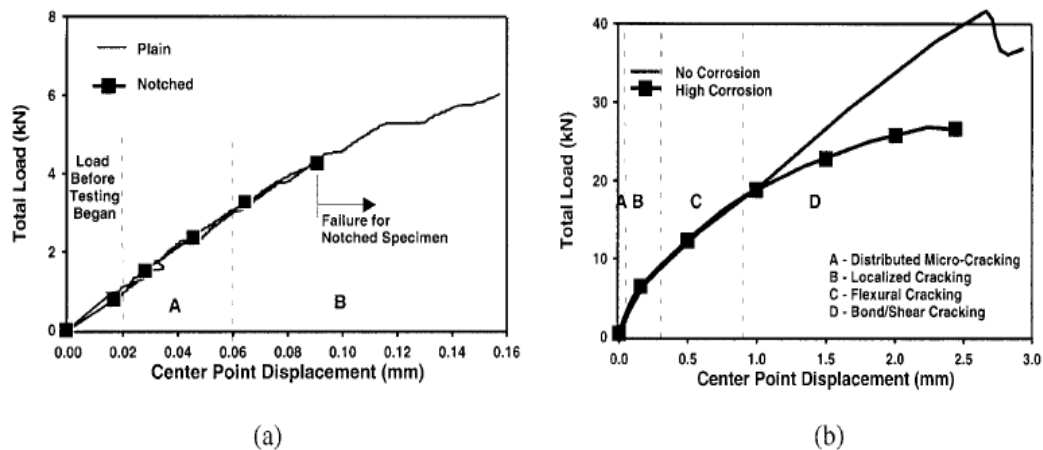 8
6
4
2
0
Total Load (kN)
Plain
Notched
Load
Before
Testing
Began
A
B
Failure for
Notched Specimen
0.00 0.02 0.04 0.06 0.08 0.10 0.12 0.14 0.16
Center Point Displacement (mm)
(a)
40
30
20
10
0
Total Load (kN)
No Corrosion
High Corrosion
A B C D
A - Distributed Micro-Cracking
B - Localized Cracking
C - Flexural Cracking
D - Bond/Shear Cracking
0.0 0.5 1.0 1.5 2.0 2.5 3.0
Center Point Displacement (mm)
(b)